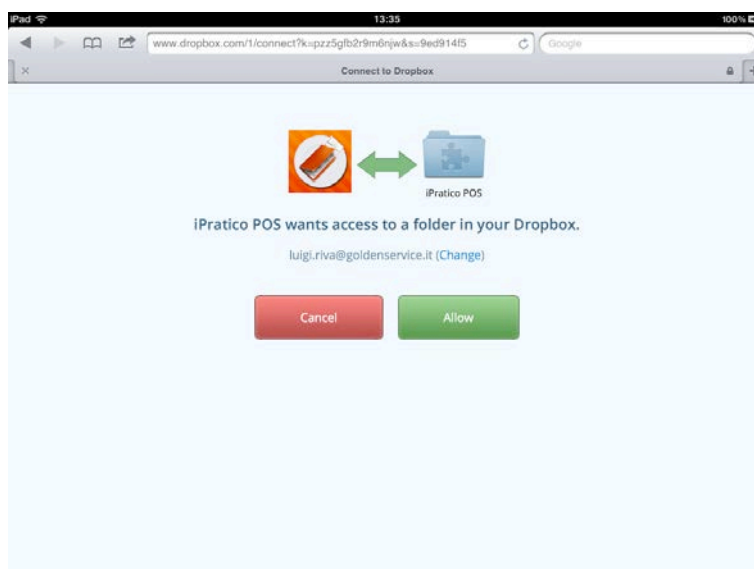 iPad
13:35
100%
www.dropbox.com/1/connect?k=pzz5gfb2r9m6njw&s=9ed914f5
Google
Connect to Dropbox
iPratico POS
iPratico POS wants access to a folder in your Dropbox.
luigi.riva@goldenservice.it (Change)
Cancel
Allow